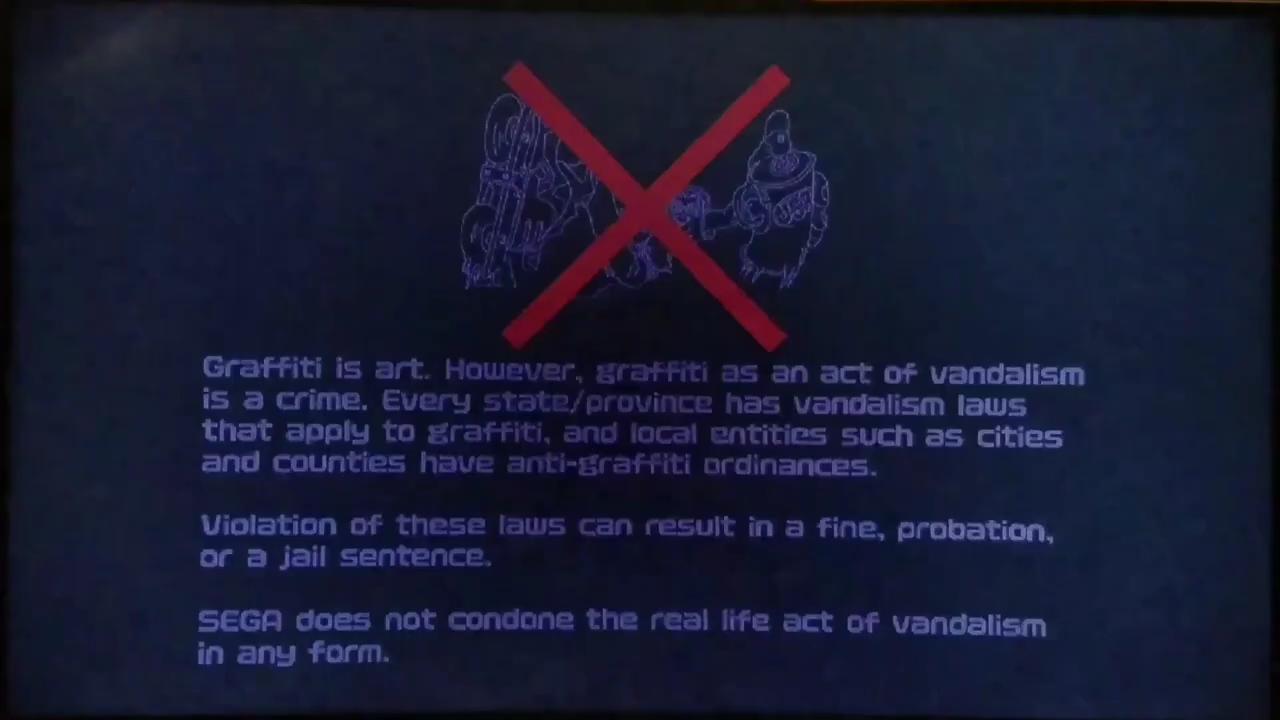 Graffiti is art. However, graffiti as an act of vandalism
is a crime. Every state/province has vandalism laws
that apply to graffiti, and local entities such as cities
and counties have anti-graffiti ordinances.
Violation of these laws can result in a fine, probation,
or a jail sentence.
SEGA does not condone the real life act of vandalism
in any form.